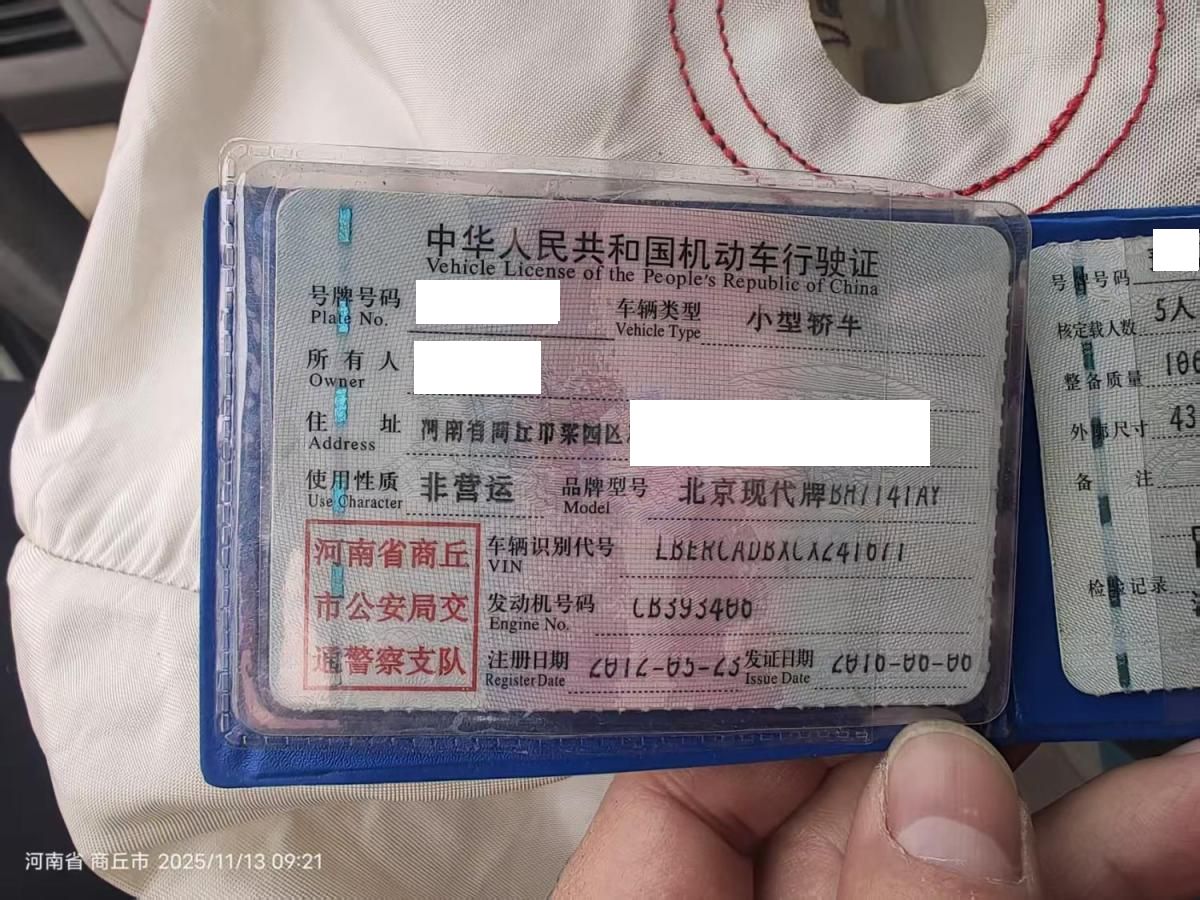 中华人民共和国机动车行驶证
Vehicle License of the People's Republic of China
号牌号码
Plate No.
车辆类型 小型轿车
Vehicle Type
所有人
Owner
住址 河南省商丘市梁园区
Address
使用性质 非营运 品牌型号 北京现代牌BH7141AY
Use Character Model
河南省商丘
市公安局交
通警察支队
车辆识别代号 LBERCADBXCX241671
VIN
发动机号码 CB393406
Engine No.
注册日期 2012-05-23 发证日期 2016-06-06
Register Date Issue Date
号牌号码
核定载人数 5人
整备质量
外廓尺寸
备注
检验记录
河南省 商丘市 2025/11/13 09:21